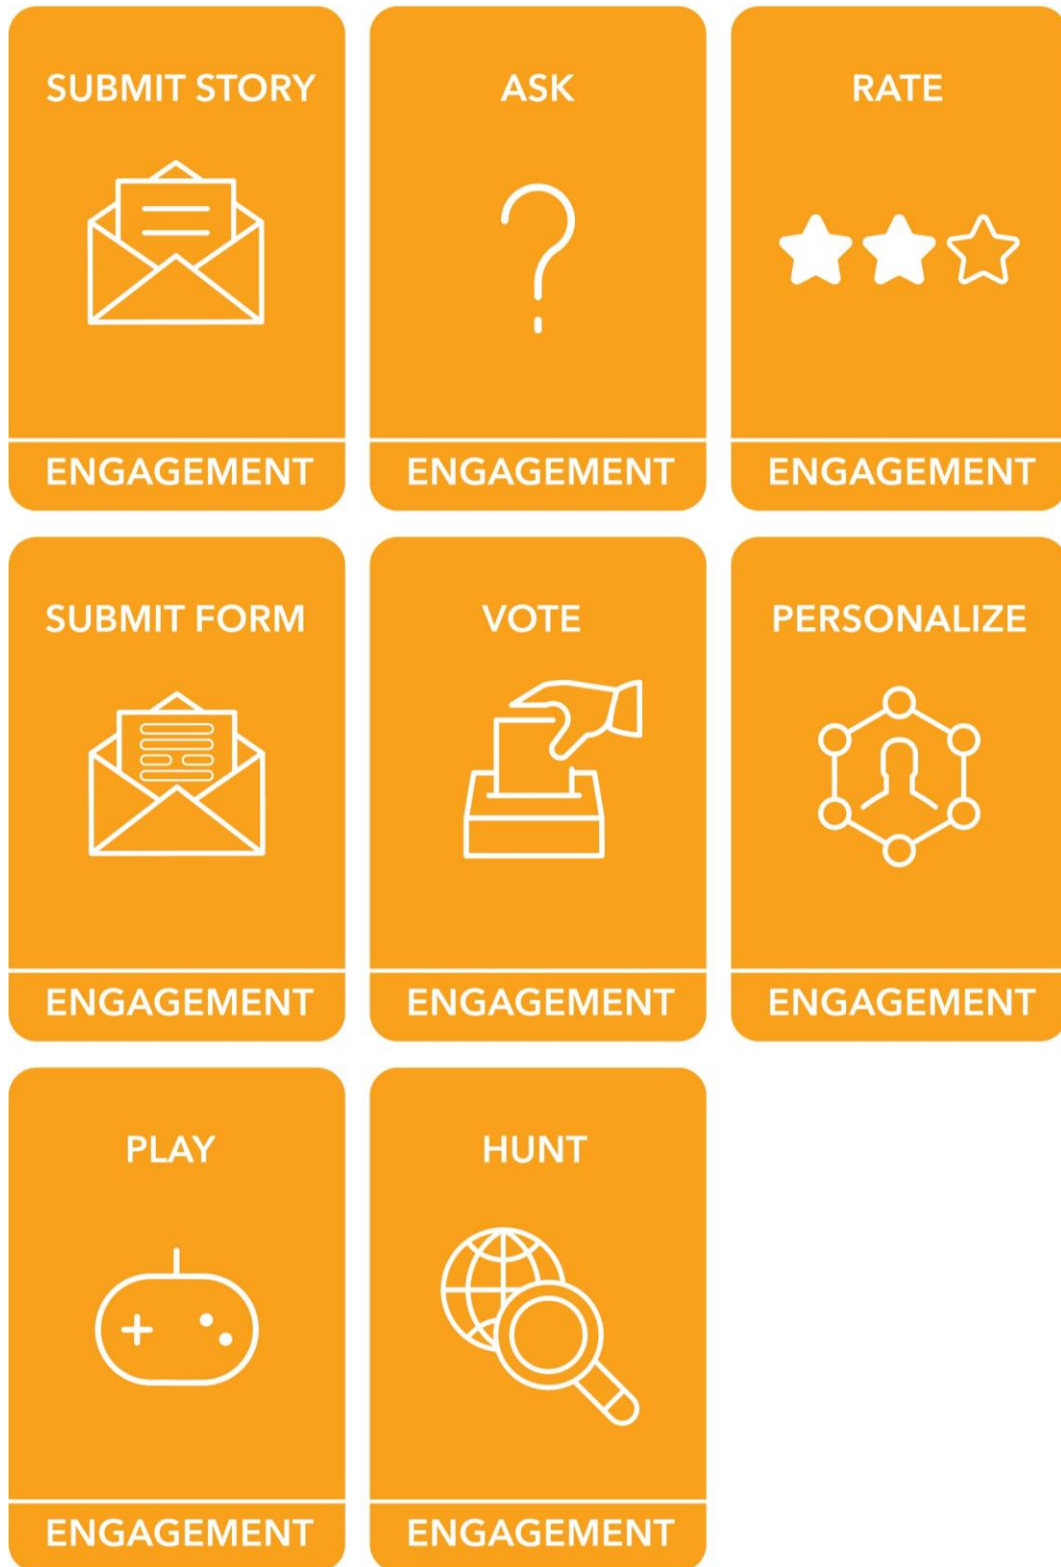 SUBMIT STORY
ENGAGEMENT
ASK
ENGAGEMENT
RATE
ENGAGEMENT
SUBMIT FORM
ENGAGEMENT
VOTE
ENGAGEMENT
PERSONALIZE
ENGAGEMENT
PLAY
ENGAGEMENT
HUNT
ENGAGEMENT